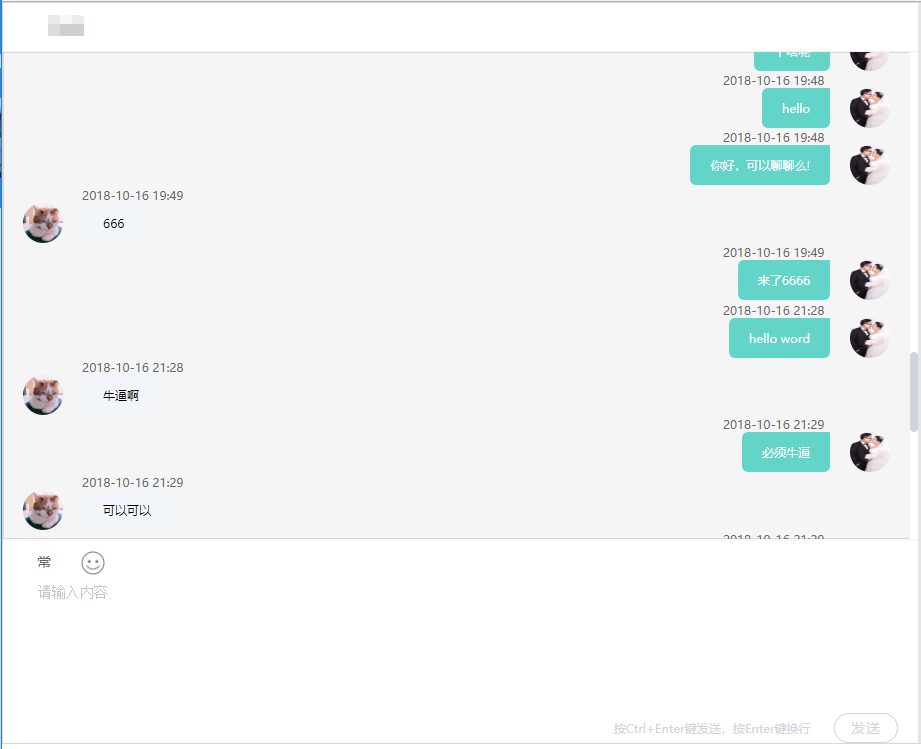 2018-10-16 19:48
hello
2018-10-16 19:48
你好，可以聊聊么!
2018-10-16 19:49
666
2018-10-16 19:49
来了6666
2018-10-16 21:28
hello word
2018-10-16 21:28
牛逼啊
2018-10-16 21:29
必须牛逼
2018-10-16 21:29
可以可以
常
请输入内容
按Ctrl+Enter键发送，按Enter键换行
发送